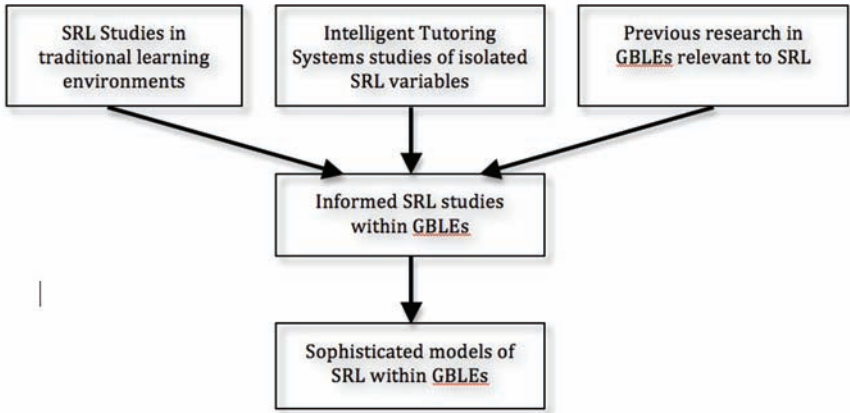 SRL Studies in
traditional learning
environments
Intelligent Tutoring
Systems studies of isolated
SRL variables
Previous research in
GBLEs relevant to SRL
Informed SRL studies
within GBLEs
Sophisticated models of
SRL within GBLEs